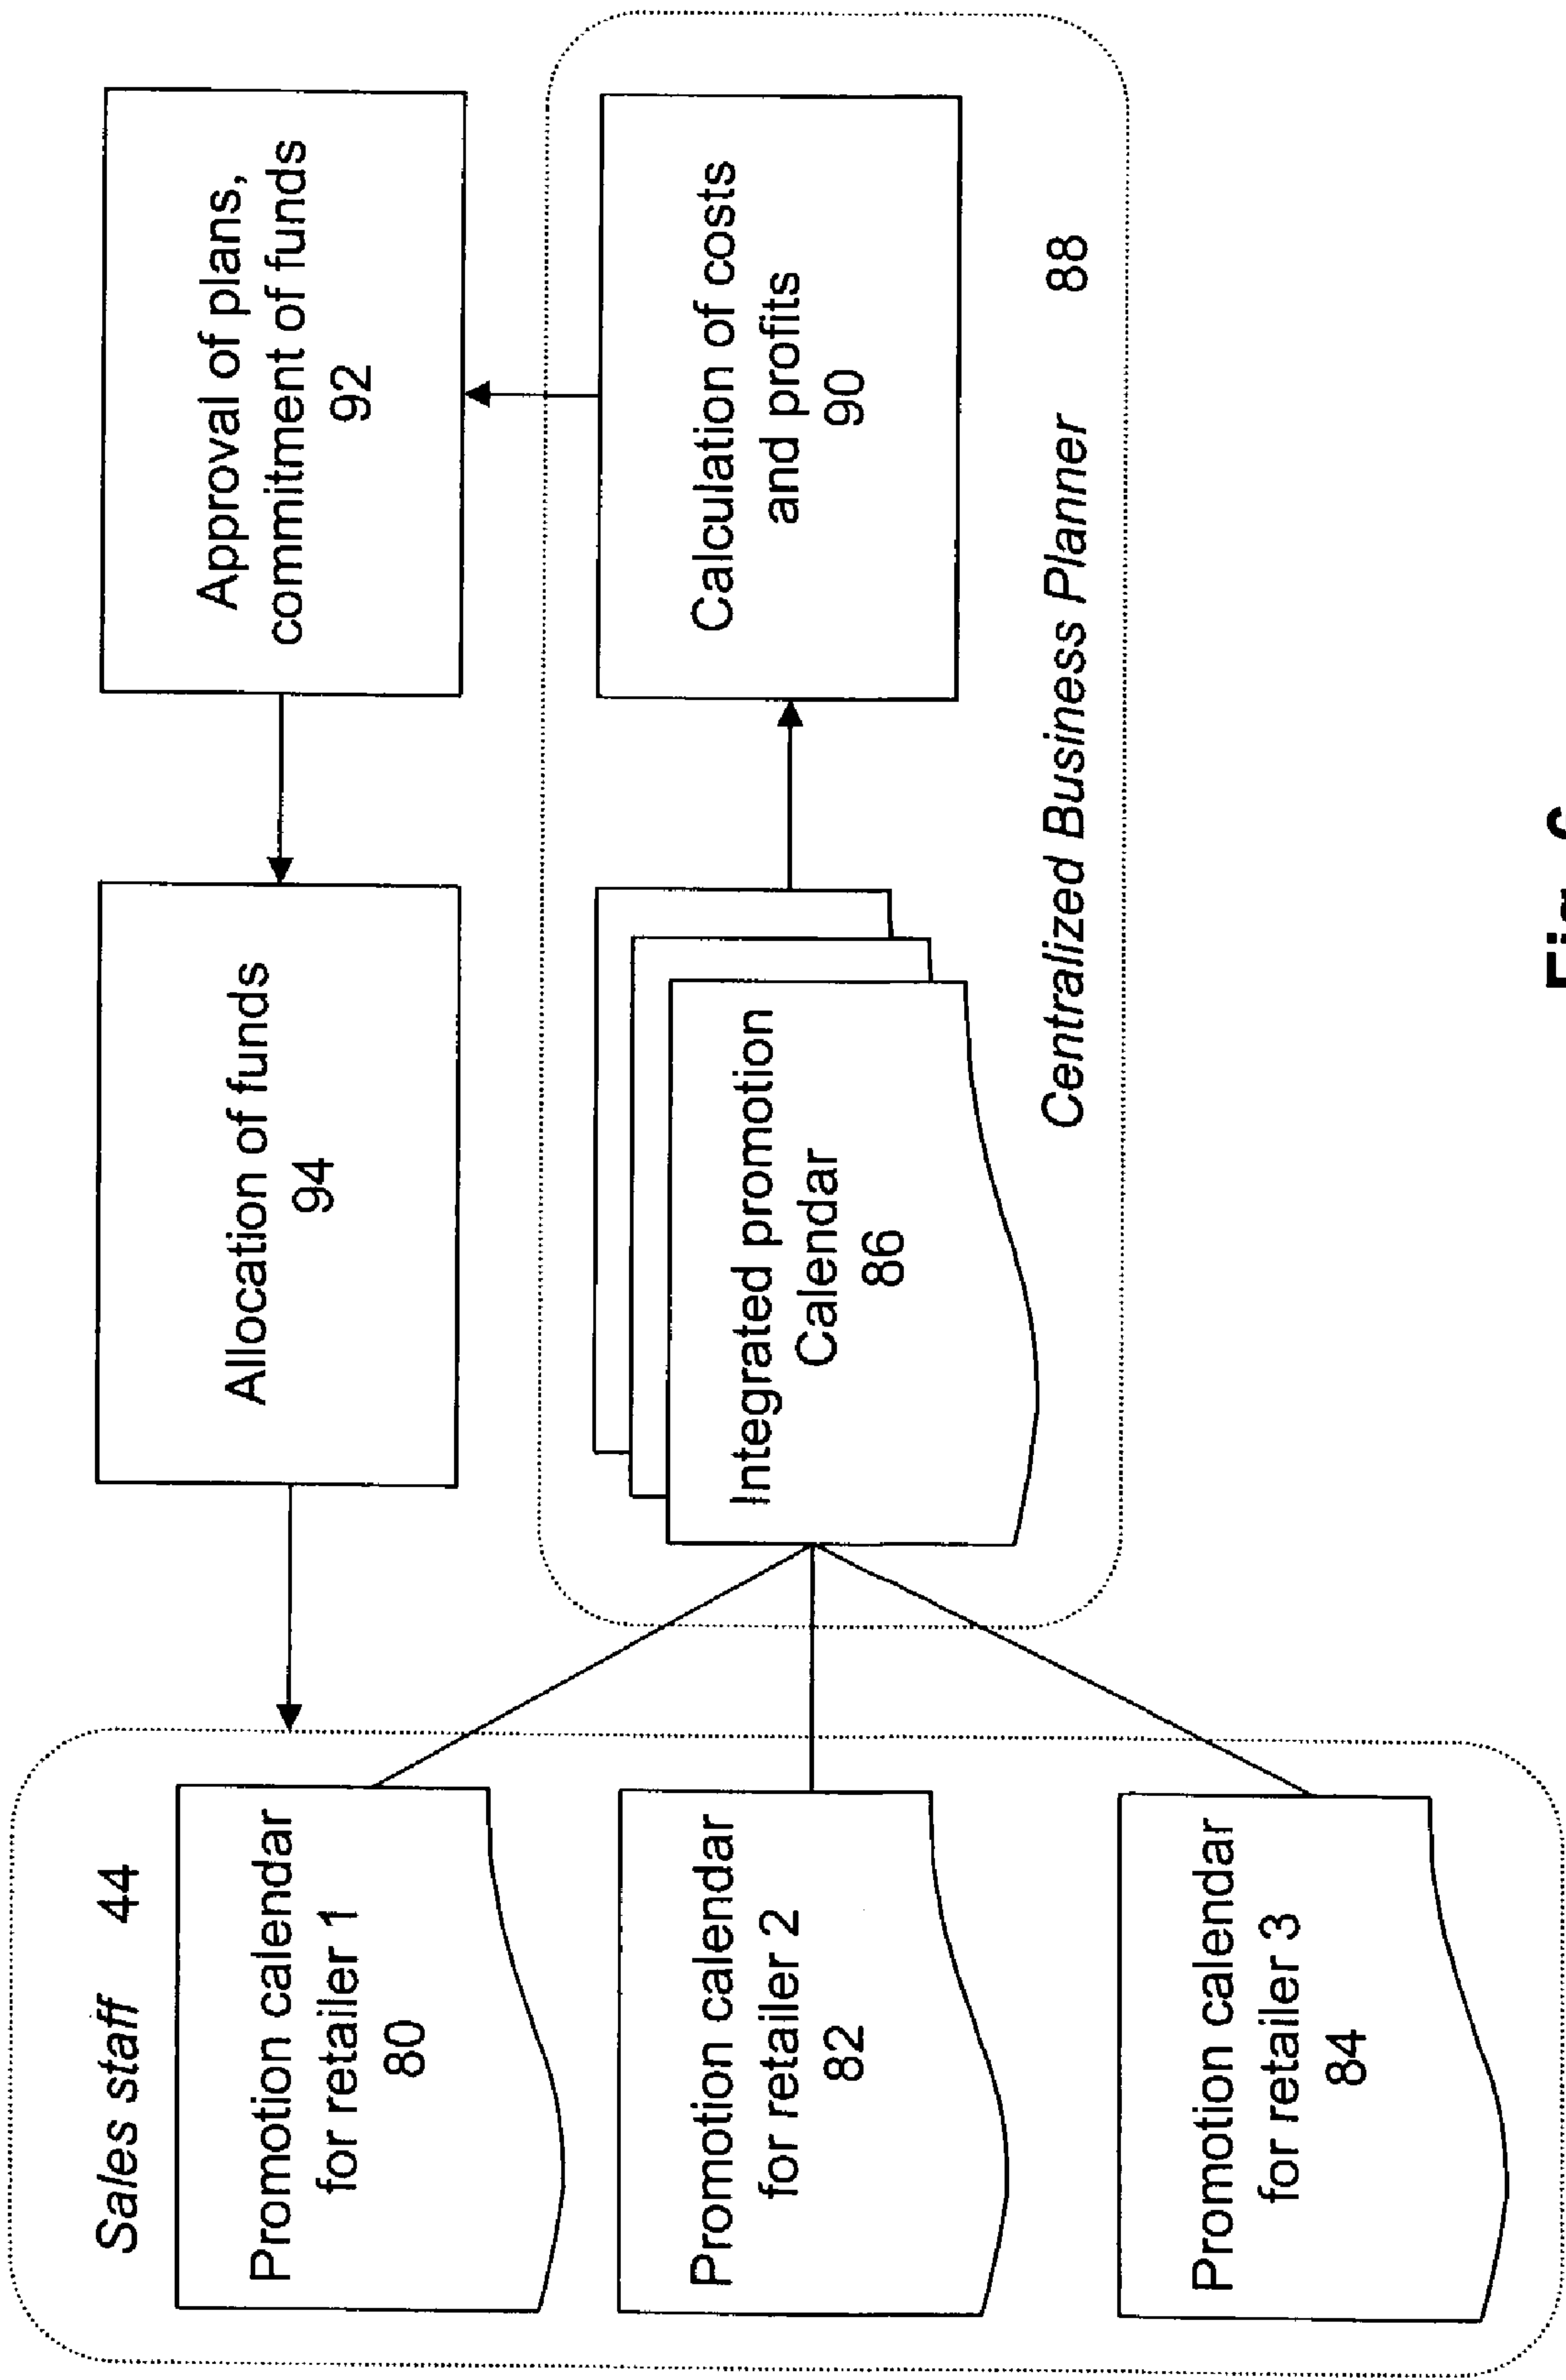 Sales staff 44
Promotion calendar
for retailer 1
80
Promotion calendar
for retailer 2
82
Promotion calendar
for retailer 3
84
Allocation of funds
94
Approval of plans,
commitment of funds
92
Integrated promotion
Calendar
86
Calculation of costs
and profits
90
Centralized Business Planner 88